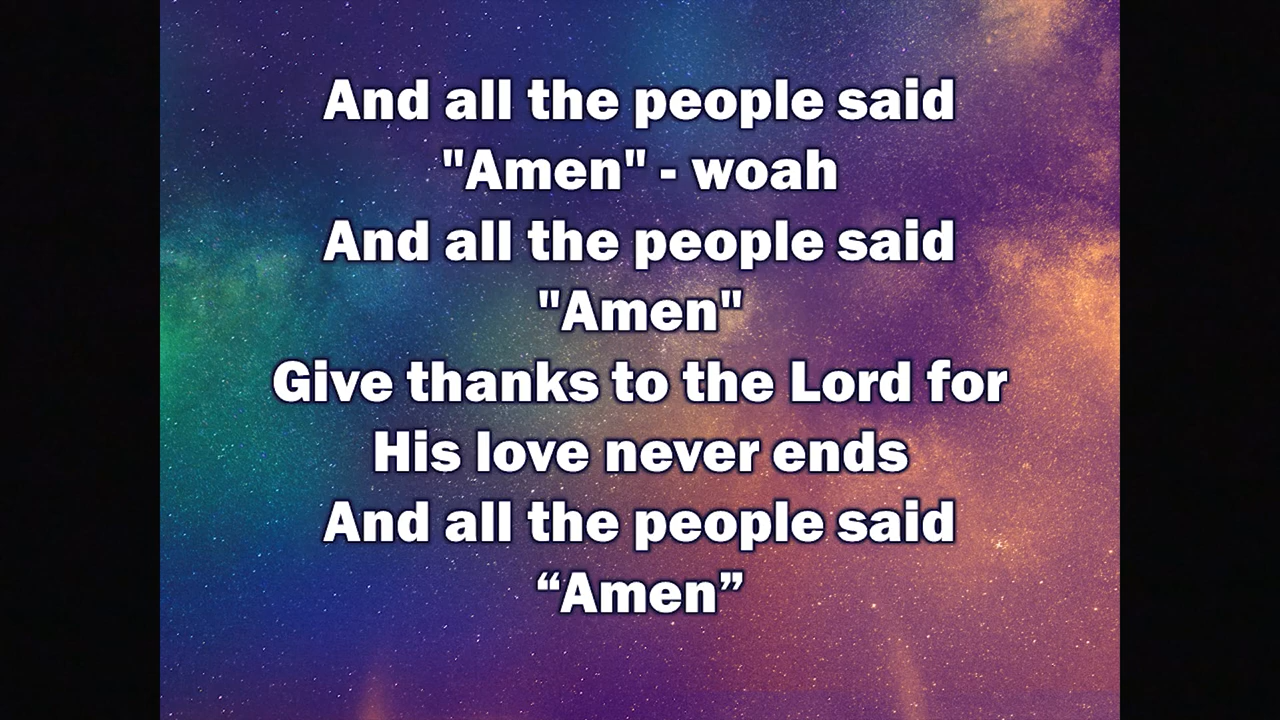 And all the people said
"Amen" - woah
And all the people said
"Amen"
Give thanks to the Lord for
His love never ends
And all the people said
“Amen”